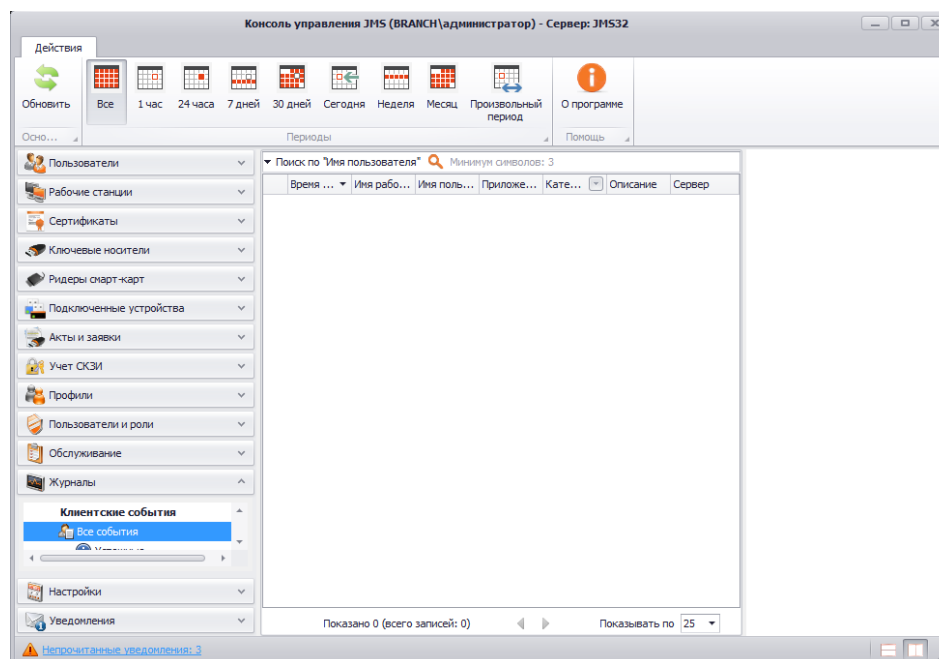 Консоль управления JMS (BRANCH\администратор) - Сервер: JMS32
Действия
Обновить
Все
1 час
24 часа
7 дней
30 дней
Сегодня
Неделя
Месяц
Произвольный период
О программе
Осно...
Периоды
Помощь
Пользователи
Рабочие станции
Сертификаты
Ключевые носители
Ридеры смарт-карт
Подключенные устройства
Акты и заявки
Учет СКЗИ
Профили
Пользователи и роли
Обслуживание
Журналы
Клиентские события
Все события
Настройки
Уведомления
Поиск по "Имя пользователя" Минимум символов: 3
Время ... Имя рабо... Имя поль... Приложе... Кате... Описание Сервер
Показано 0 (всего записей: 0) Показывать по 25
Непрочитанные уведомления: 3